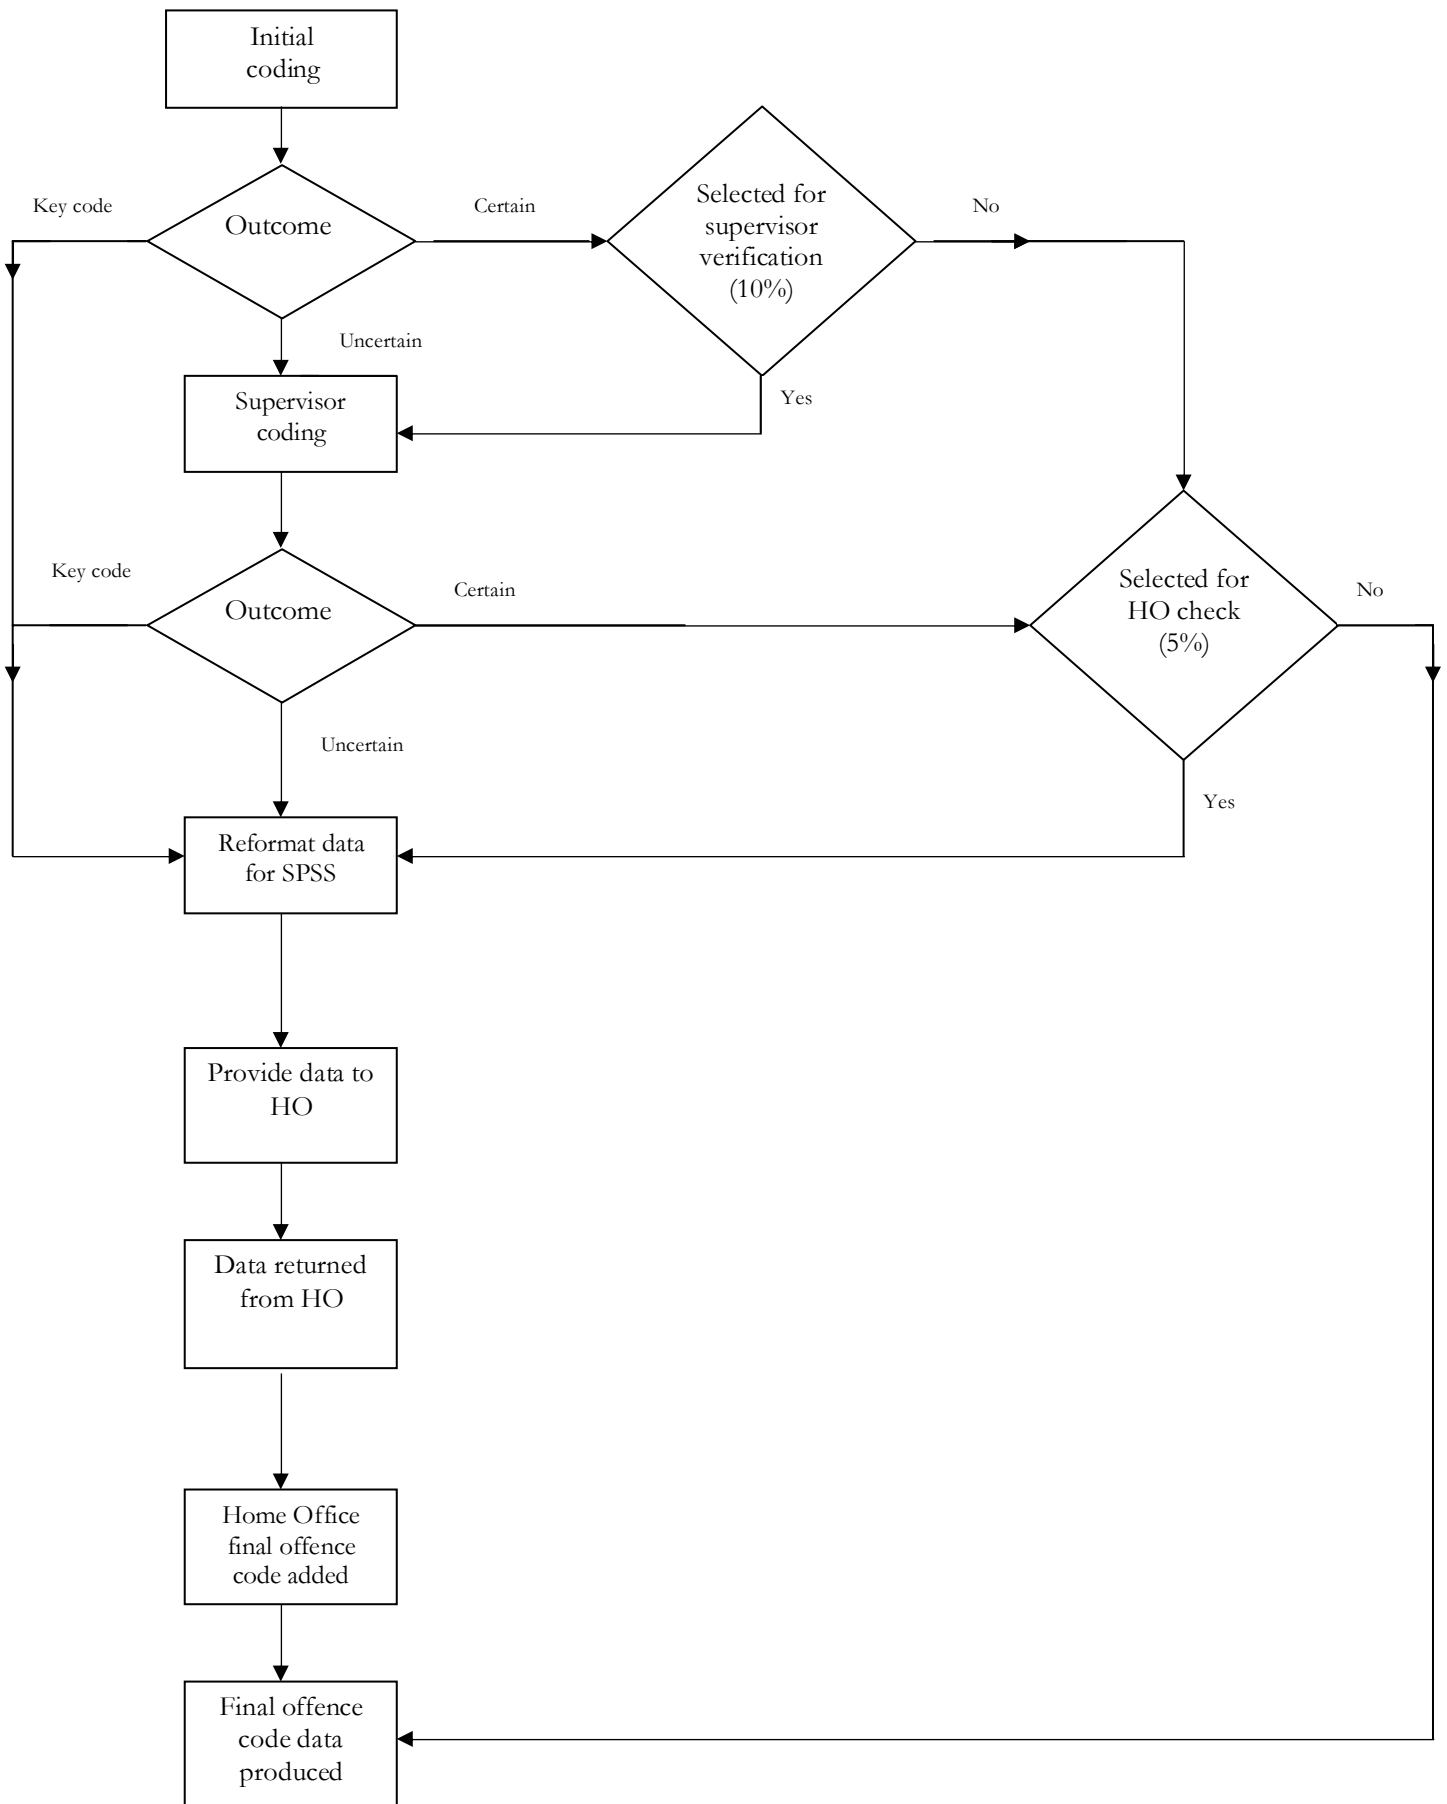 Initial
coding
Key code
Outcome
Certain
Selected for
supervisor
verification
(10%)
No
Uncertain
Yes
Supervisor
coding
Key code
Outcome
Certain
Selected for
HO check
(5%)
No
Uncertain
Yes
Reformat data
for SPSS
Provide data to
HO
Data returned
from HO
Home Office
final offence
code added
Final offence
code data
produced